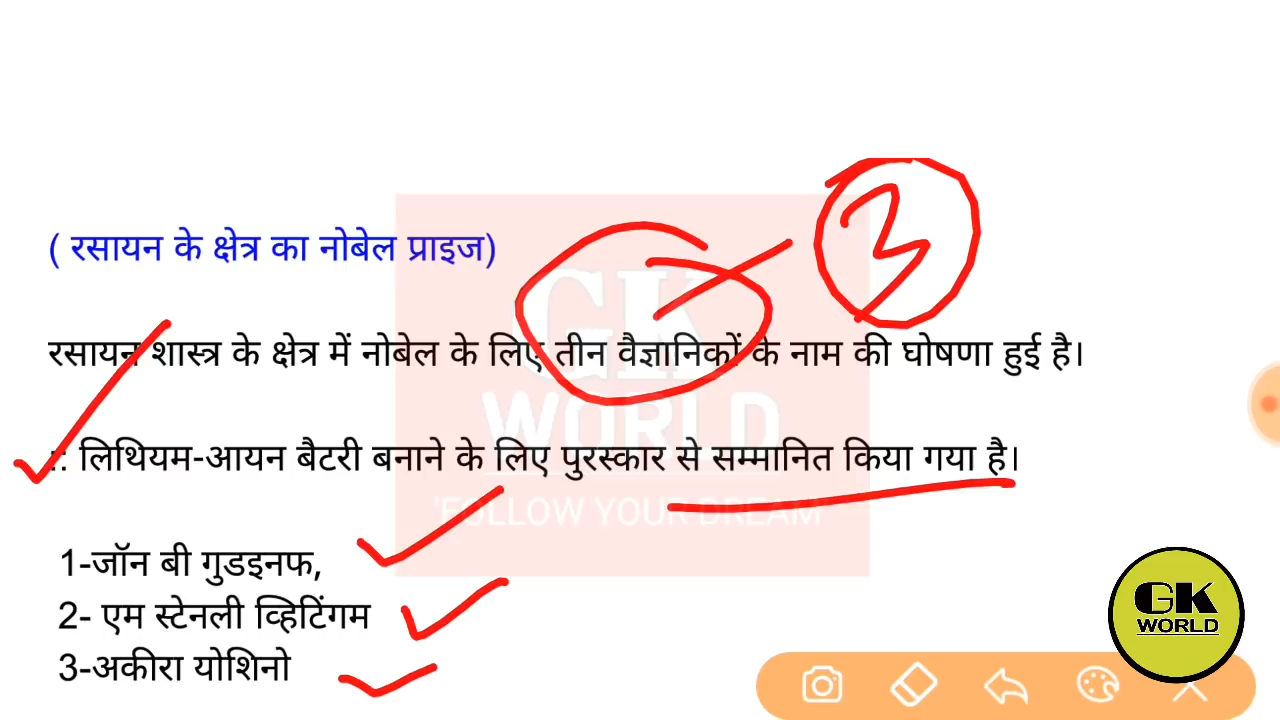 3
( रसायन के क्षेत्र का नोबेल प्राइज)
रसायन शास्त्र के क्षेत्र में नोबेल के लिए तीन वैज्ञानिकों के नाम की घोषणा हुई है।
:: लिथियम-आयन बैटरी बनाने के लिए पुरस्कार से सम्मानित किया गया है।
1-जॉन बी गुडइनफ,
2- एम स्टेनली व्हिटिंगम
3-अकीरा योशिनो
GK
WORLD
'FOLLOW YOUR DREAM
GK
WORLD